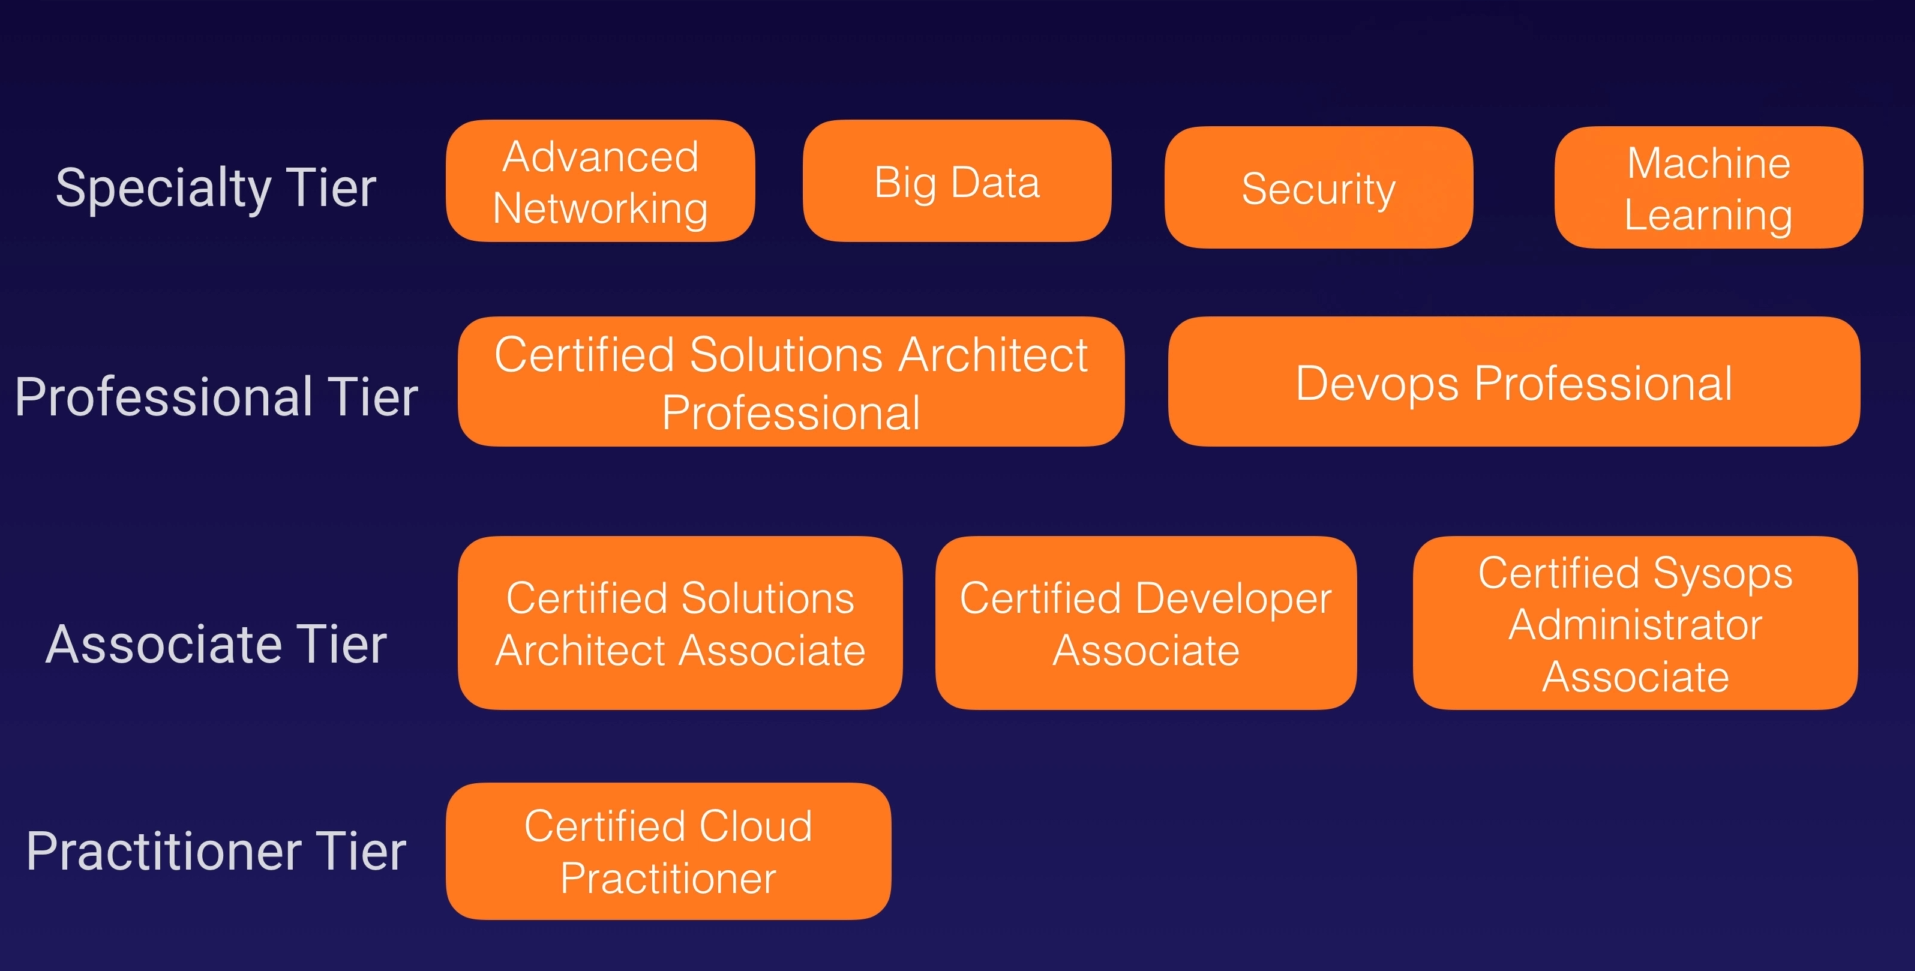 Specialty Tier
Advanced
Networking
Big Data
Security
Machine
Learning
Professional Tier
Certified Solutions Architect
Professional
Devops Professional
Associate Tier
Certified Solutions
Architect Associate
Certified Developer
Associate
Certified Sysops
Administrator
Associate
Practitioner Tier
Certified Cloud
Practitioner